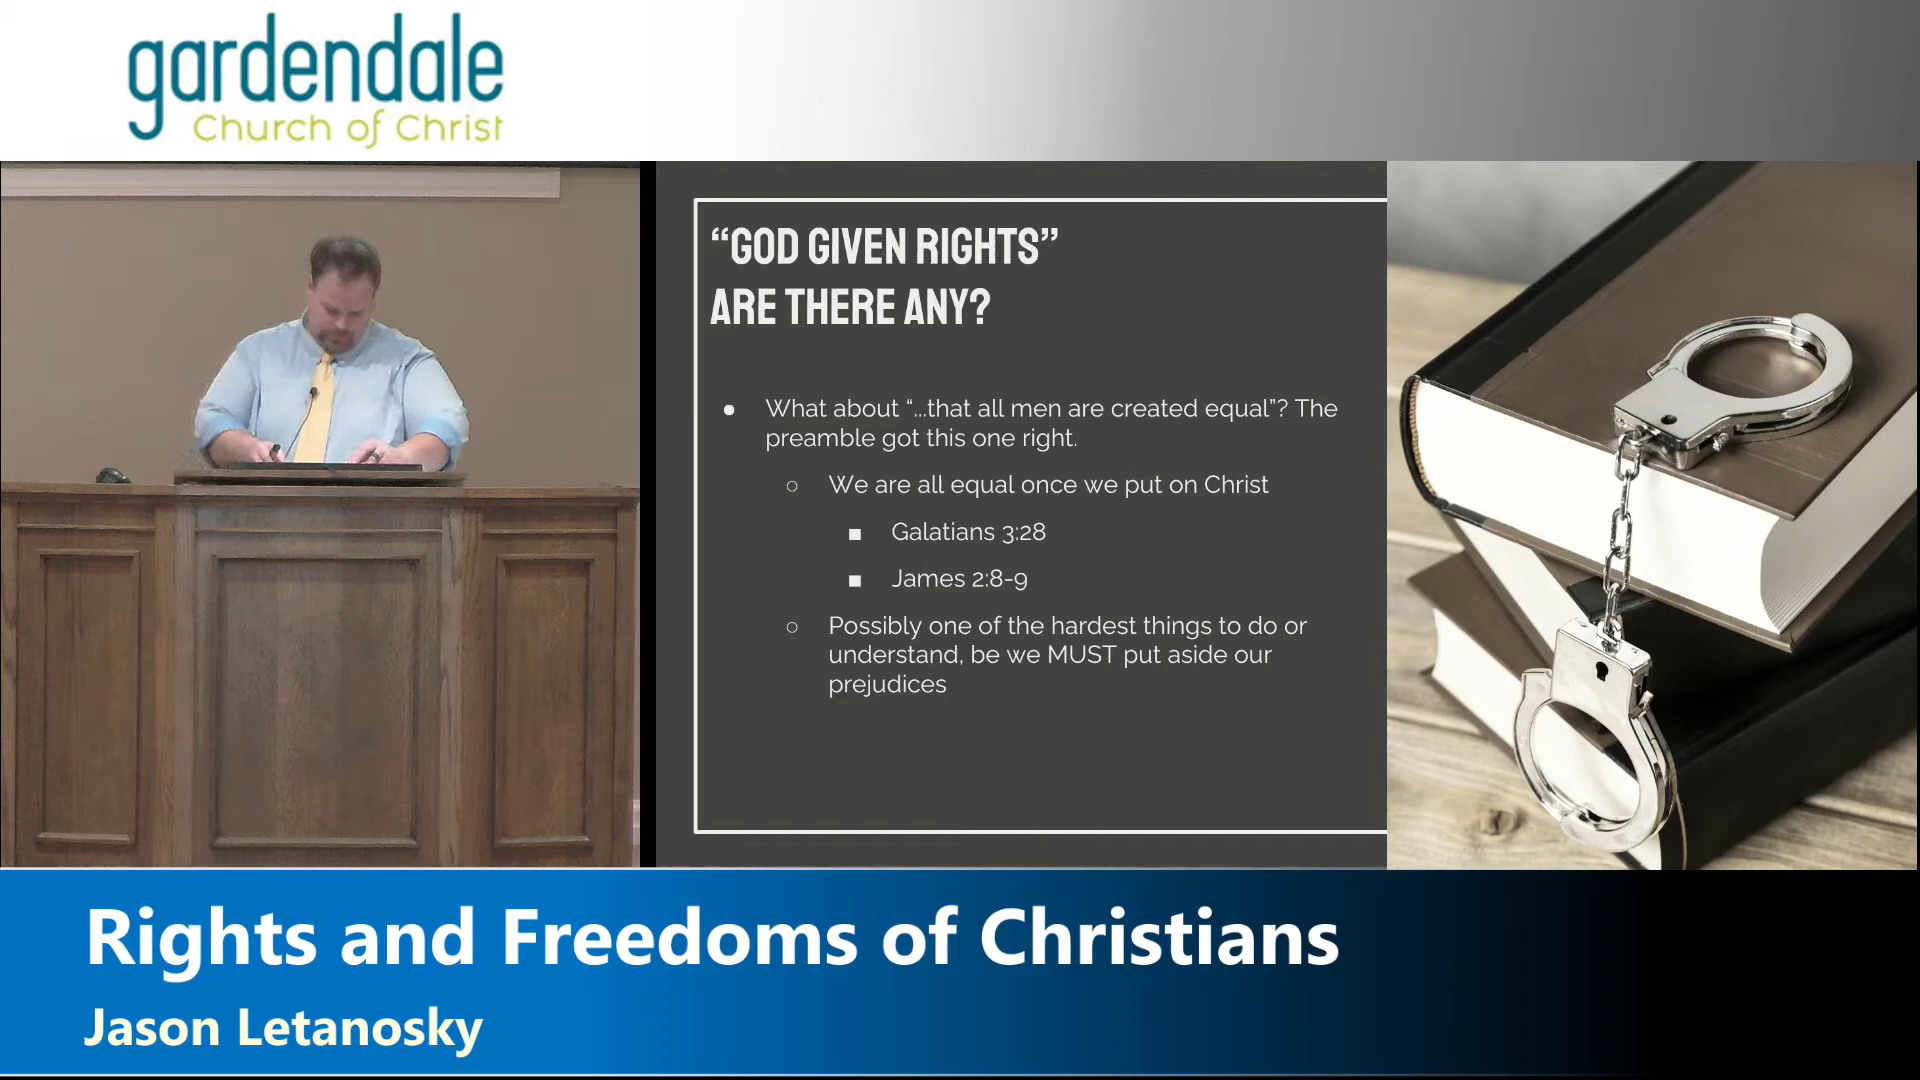 gardendale
Church of Christ
“GOD GIVEN RIGHTS”
ARE THERE ANY?
● What about “...that all men are created equal”? The
preamble got this one right.
○ We are all equal once we put on Christ
■ Galatians 3:28
■ James 2:8-9
○ Possibly one of the hardest things to do or
understand, be we MUST put aside our
prejudices
Rights and Freedoms of Christians
Jason Letanosky